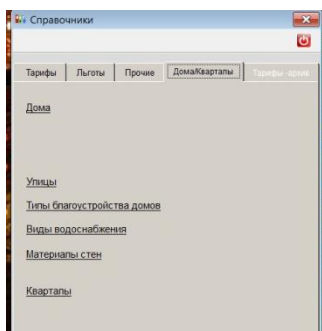 Справочники
Тарифы Льготы Прочие Дома/Кварталы Тарифы-архив
Дома
Улицы
Типы благоустройства домов
Виды водоснабжения
Материалы стен
Кварталы